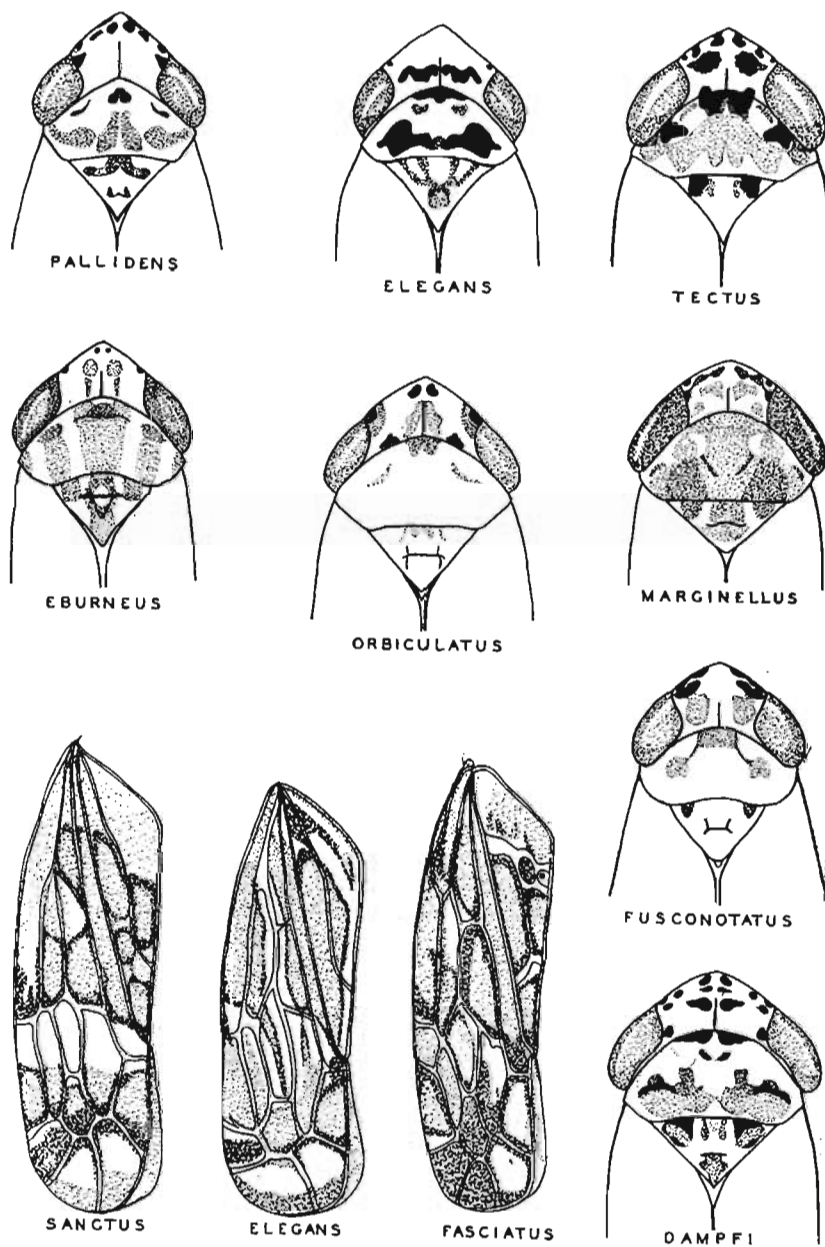 PALLIDENS
ELEGANS
TECTUS
EBURNEUS
ORBICULATUS
MARGINELLUS
FUSCONOTATUS
SANCTUS
ELEGANS
FASCIATUS
DAMPFI